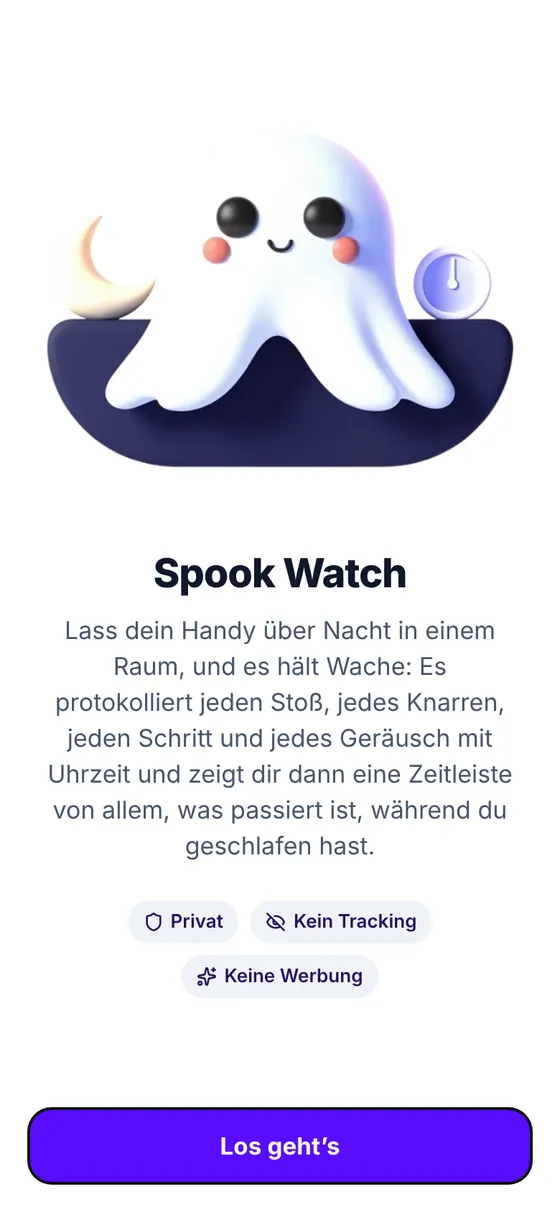 Spook Watch
Lass dein Handy über Nacht in einem
Raum, und es hält Wache: Es
protokolliert jeden Stoß, jedes Knarren,
jeden Schritt und jedes Geräusch mit
Uhrzeit und zeigt dir dann eine Zeitleiste
von allem, was passiert ist, während du
geschlafen hast.
Privat
Kein Tracking
Keine Werbung
Los geht’s